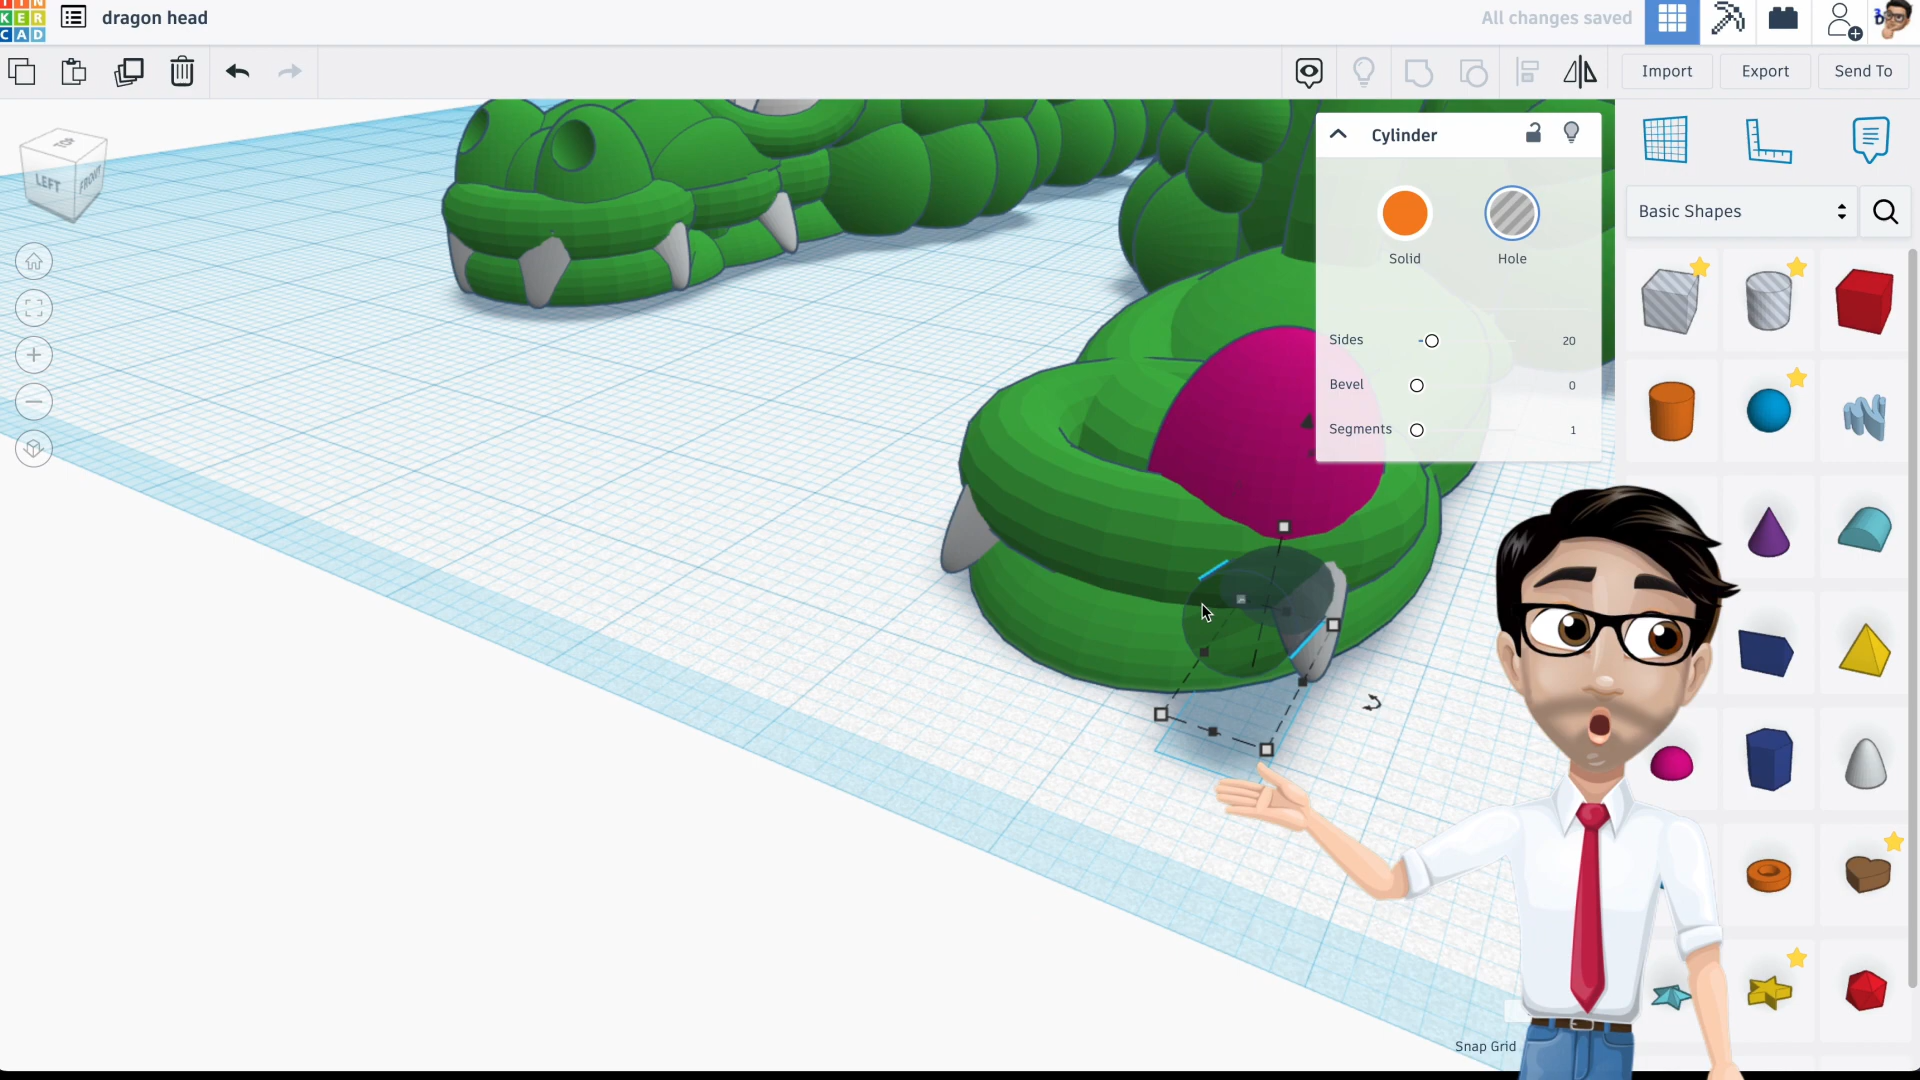 TIN
KER
CAD
dragon head
All changes saved
Import
Export
Send To
TOP
LEFT
FRONT
Cylinder
Solid
Hole
Sides
20
Bevel
0
Segments
1
Basic Shapes
Snap Grid